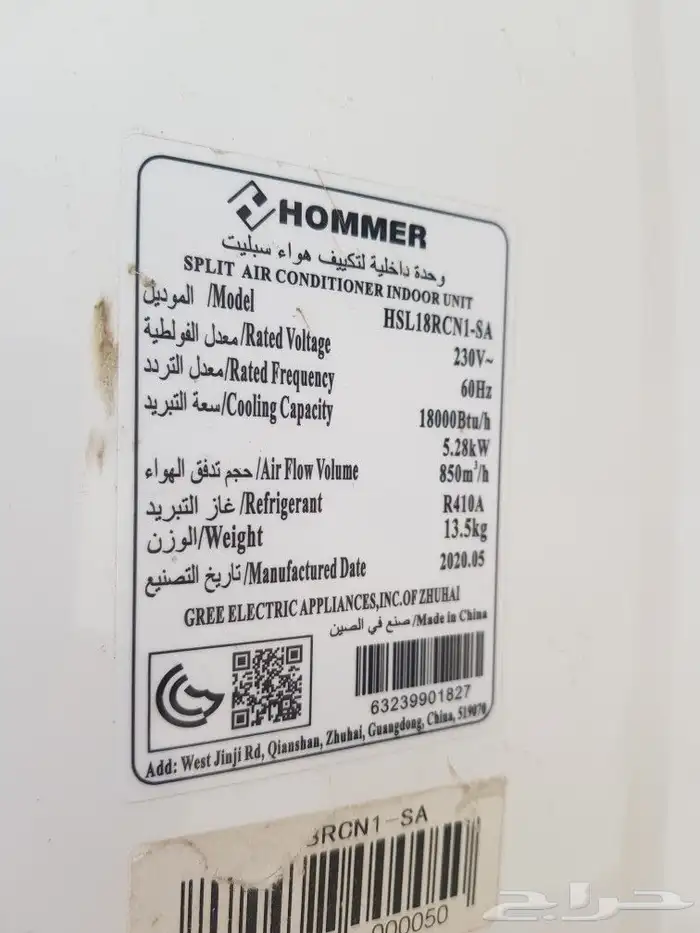 HOMMER
وحدة داخلية لتكييف هواء سبليت
SPLIT AIR CONDITIONER INDOOR UNIT
الموديل /Model HSL18RCN1-SA
معدل الفولطية/Rated Voltage 230V~
معدل التردد/Rated Frequency 60Hz
سعة التبريد/Cooling Capacity 18000Btu/h
5.28kW
حجم تدفق الهواء/Air Flow Volume 850m³/h
غاز التبريد/Refrigerant R410A
الوزن/Weight 13.5kg
تاريخ التصنيع/Manufactured Date 2020.05
GREE ELECTRIC APPLIANCES,INC.OF ZHUHAI
صنع في الصين/Made in China
63239901827
Add: West Jinji Rd, Qianshan, Zhuhai, Guangdong, China, 519070
RCN1-SA
000050
حراج